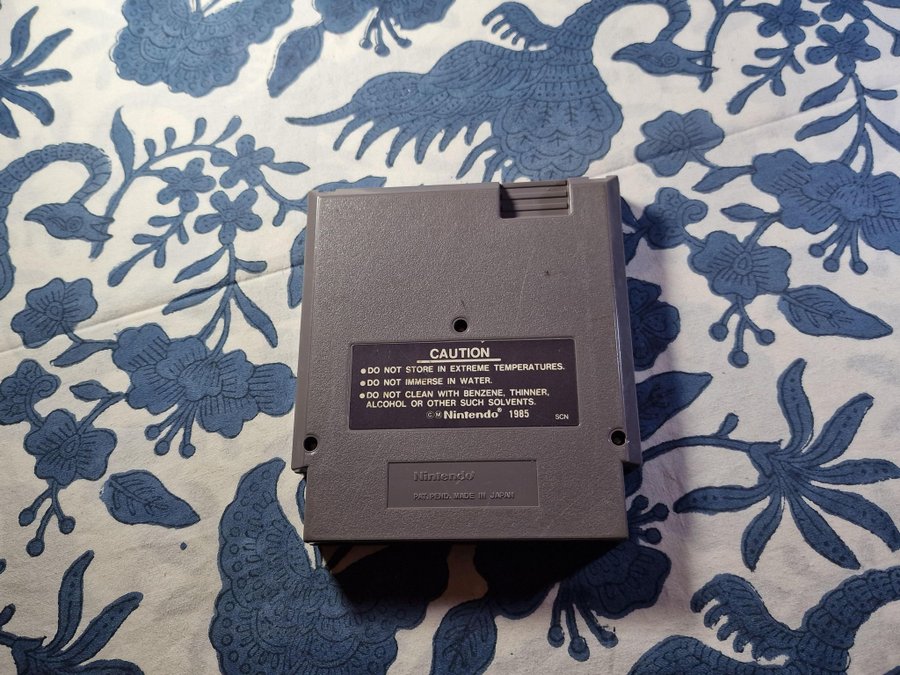 CAUTION
●DO NOT STORE IN EXTREME TEMPERATURES.
●DO NOT IMMERSE IN WATER.
●DO NOT CLEAN WITH BENZENE, THINNER,
ALCOHOL OR OTHER SUCH SOLVENTS.
©M Nintendo® 1985 SCN
Nintendo®
PAT. PEND. MADE IN JAPAN